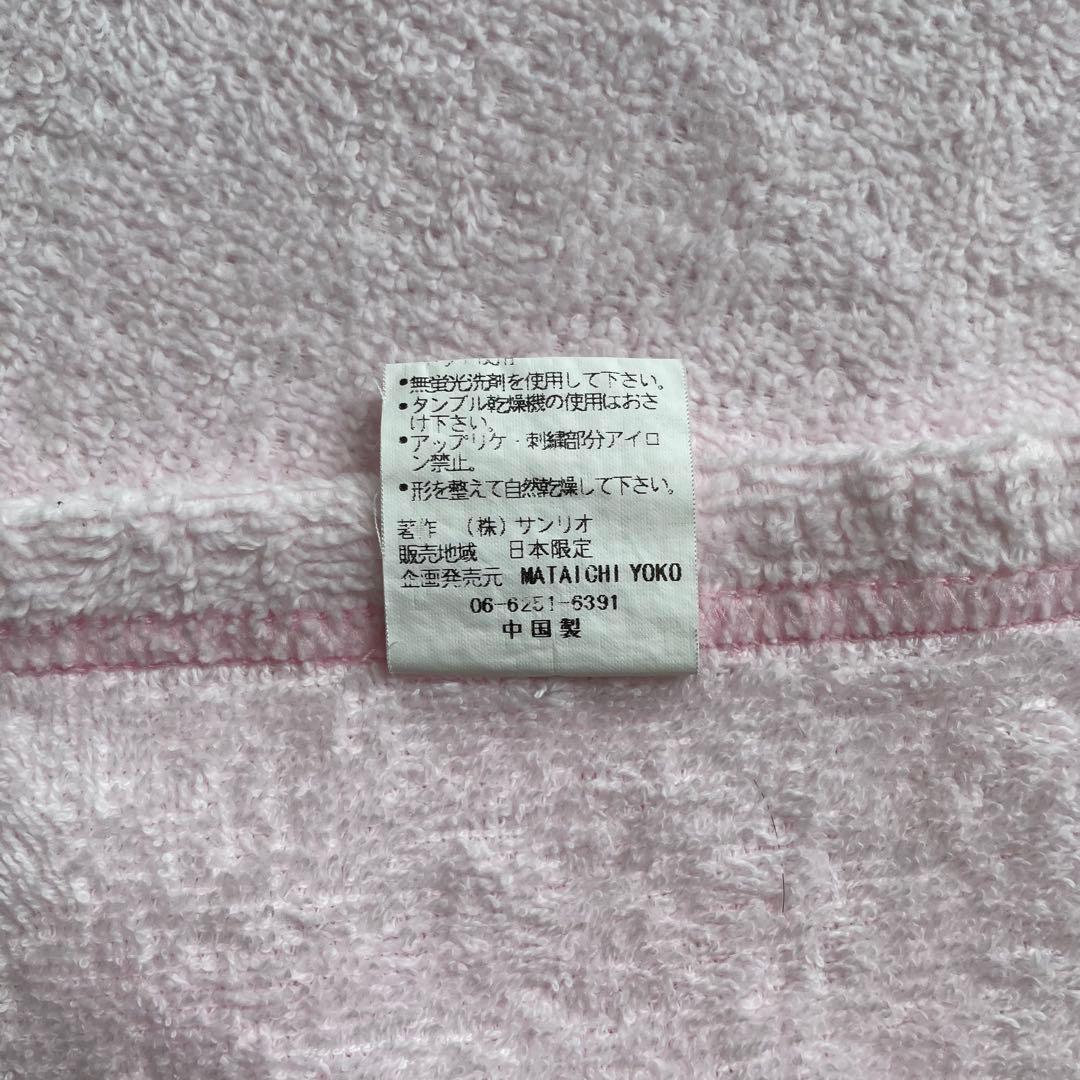 ・無蛍光洗剤を使用して下さい。
・タンブル乾燥機の使用はおさ
け下さい。
・アップリケ・刺繍部分アイロ
ン禁止。
・形を整えて自然乾燥して下さい。
著作 (株)サンリオ
販売地域 日本限定
企画発売元 MATAICHI YOKO
06-6251-6391
中国製